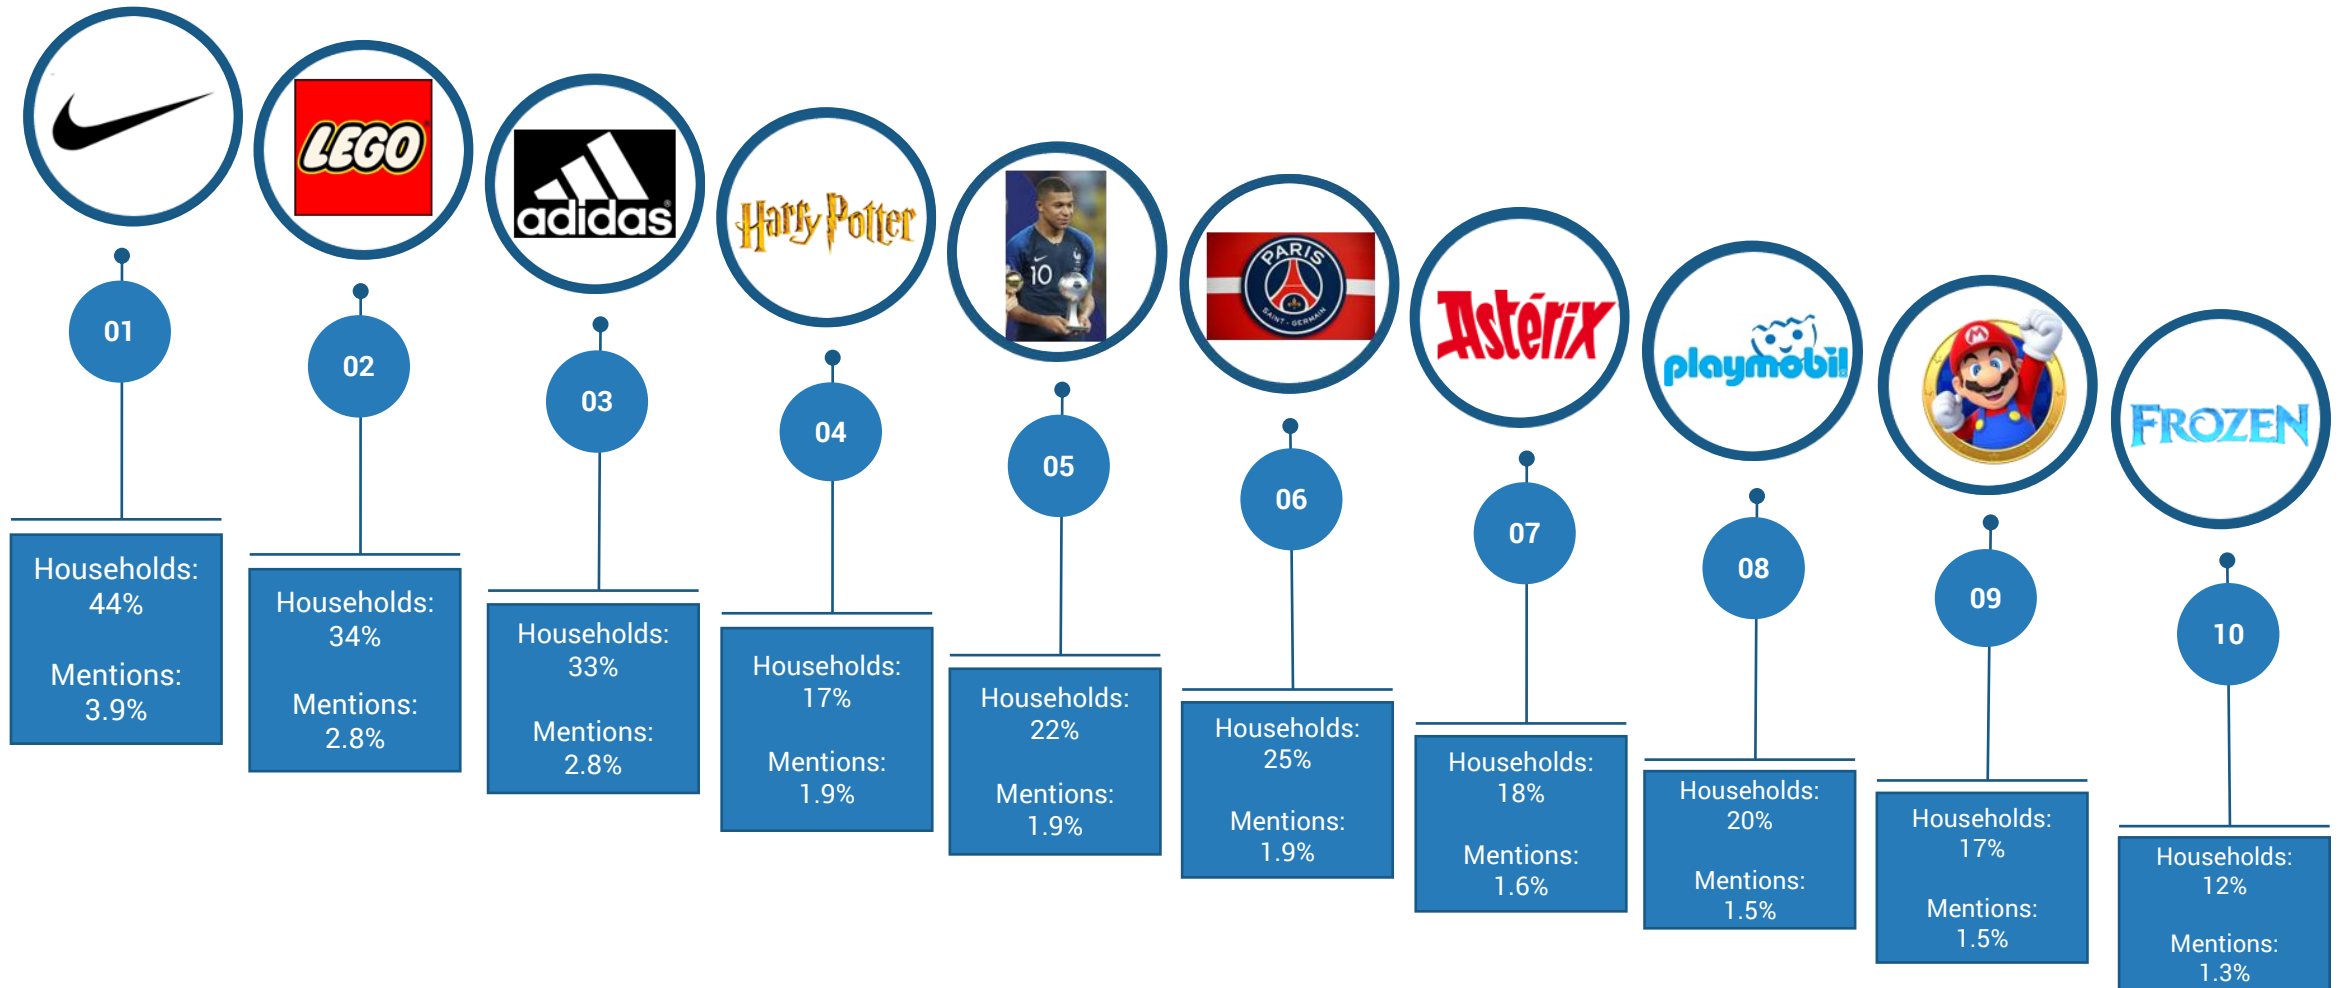 LEGO
adidas
Harry Potter
10
PARIS
SAINT-GERMAIN
Astérix
playmobil
M
FROZEN
01
02
03
04
05
06
07
08
09
10
Households:
44%
Mentions:
3.9%
Households:
34%
Mentions:
2.8%
Households:
33%
Mentions:
2.8%
Households:
17%
Mentions:
1.9%
Households:
22%
Mentions:
1.9%
Households:
25%
Mentions:
1.9%
Households:
18%
Mentions:
1.6%
Households:
20%
Mentions:
1.5%
Households:
17%
Mentions:
1.5%
Households:
12%
Mentions:
1.3%